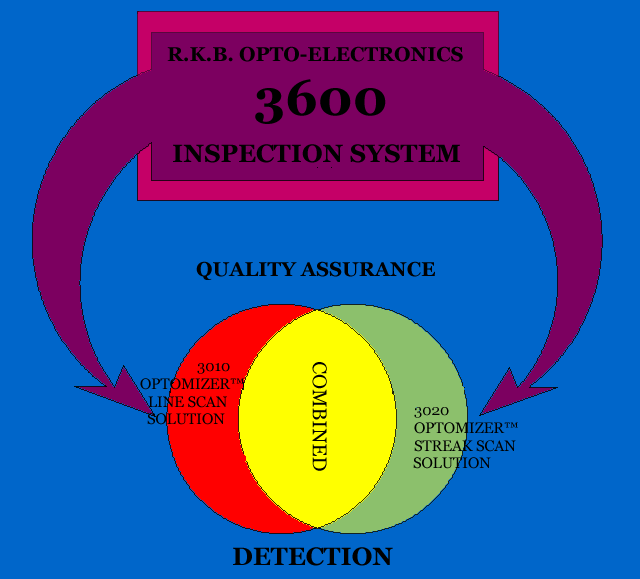 R.K.B. OPTO-ELECTRONICS
3600
INSPECTION SYSTEM
QUALITY ASSURANCE
3010
OPTOMIZER™
LINE SCAN
SOLUTION
COMBINED
3020
OPTOMIZER™
STREAK SCAN
SOLUTION
DETECTION